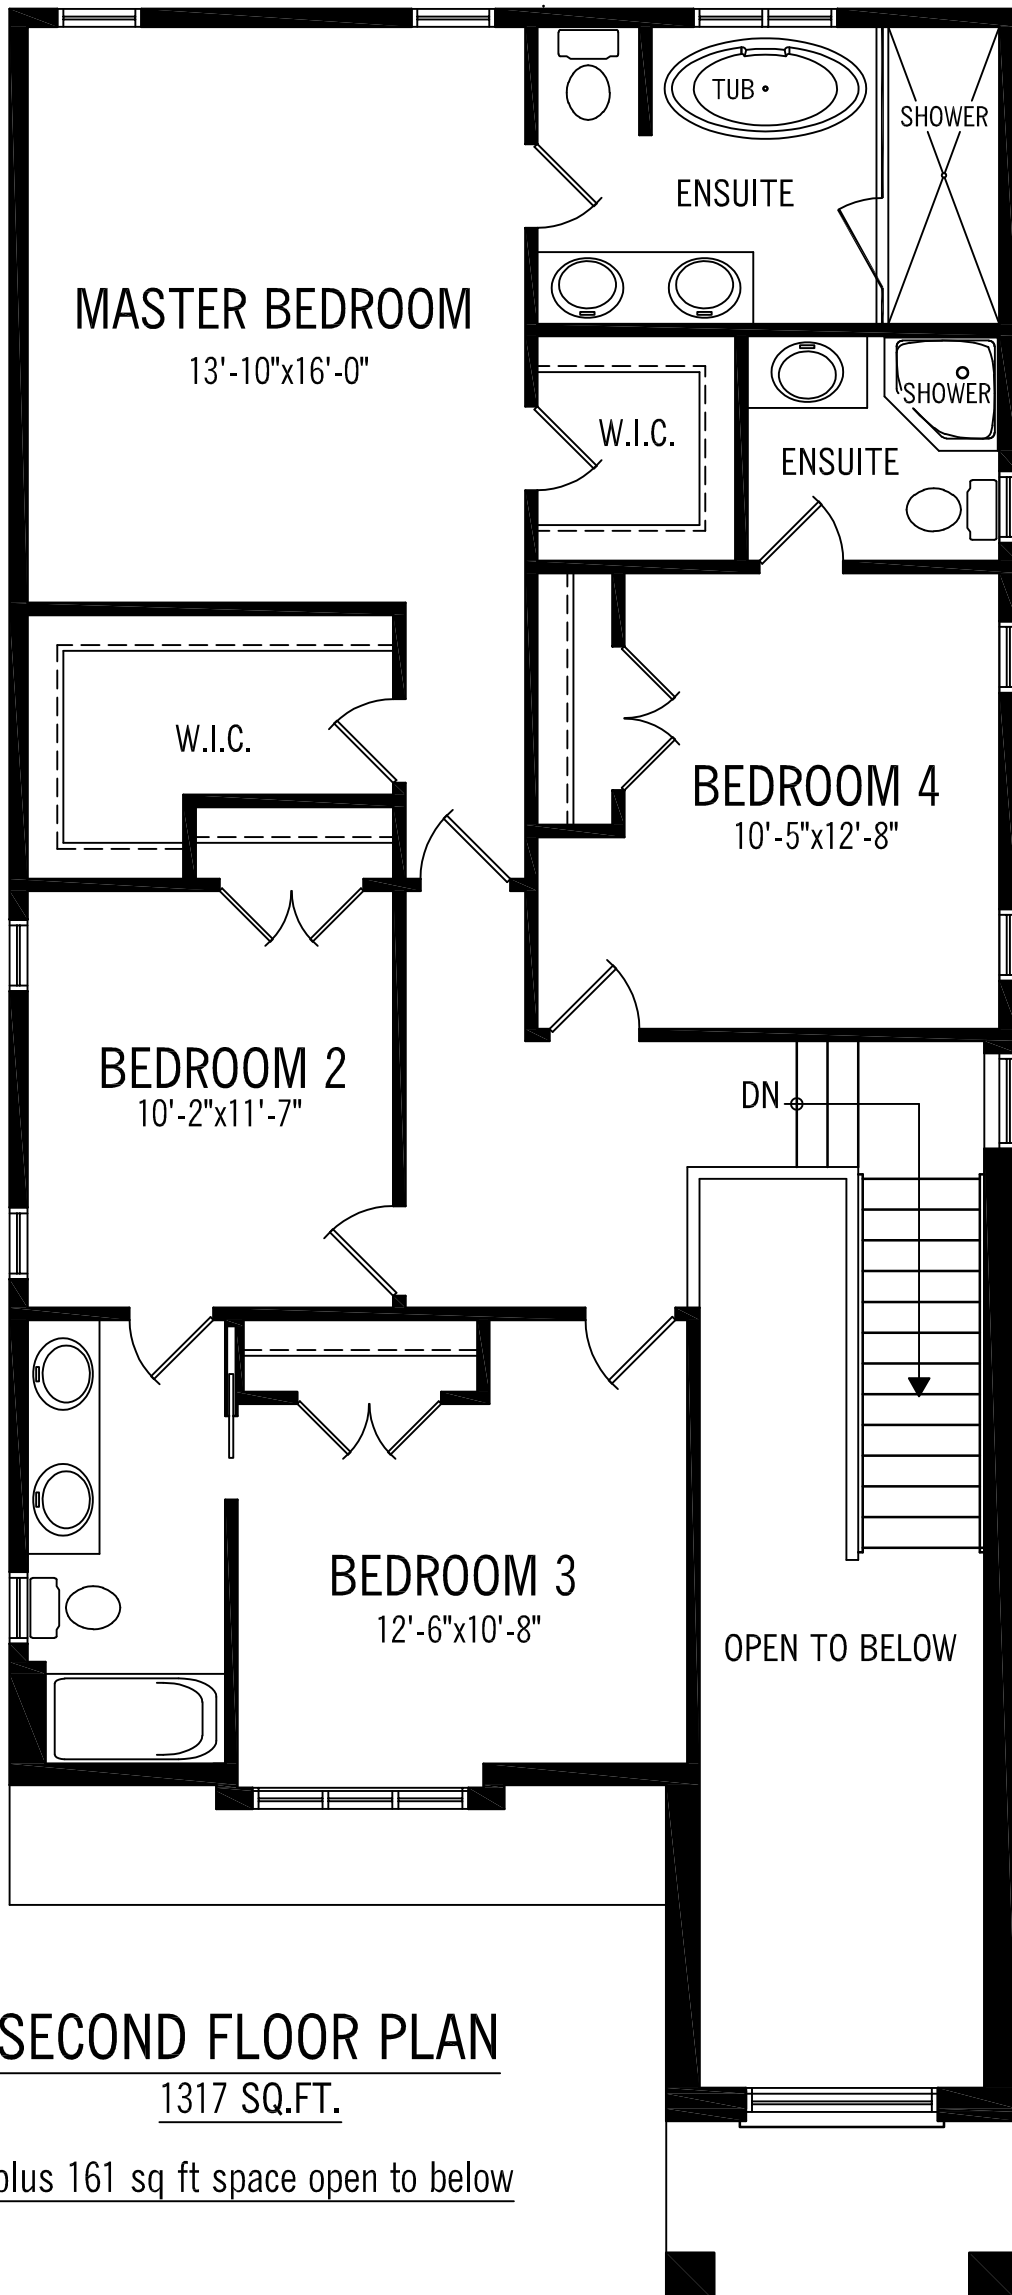 TUB
SHOWER
ENSUITE
MASTER BEDROOM
13'-10"x16'-0"
SHOWER
W.I.C.
ENSUITE
W.I.C.
BEDROOM 4
10'-5"x12'-8"
BEDROOM 2
10'-2"x11'-7"
DN
BEDROOM 3
12'-6"x10'-8"
OPEN TO BELOW
SECOND FLOOR PLAN
1317 SQ.FT.
plus 161 sq ft space open to below